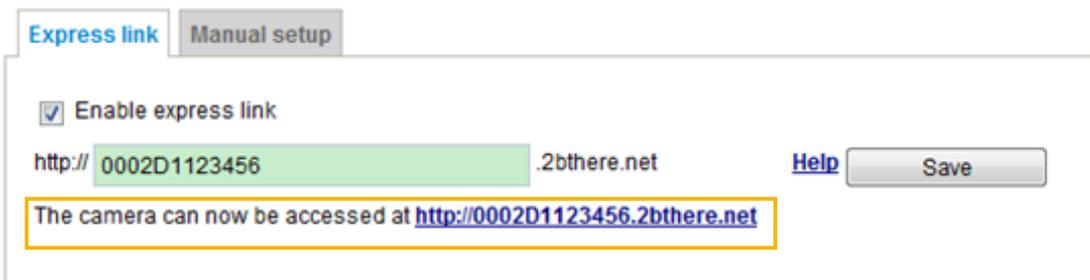 Express link Manual setup
Enable express link
http:// 0002D1123456 .2bthere.net Help Save
The camera can now be accessed at http://0002D1123456.2bthere.net